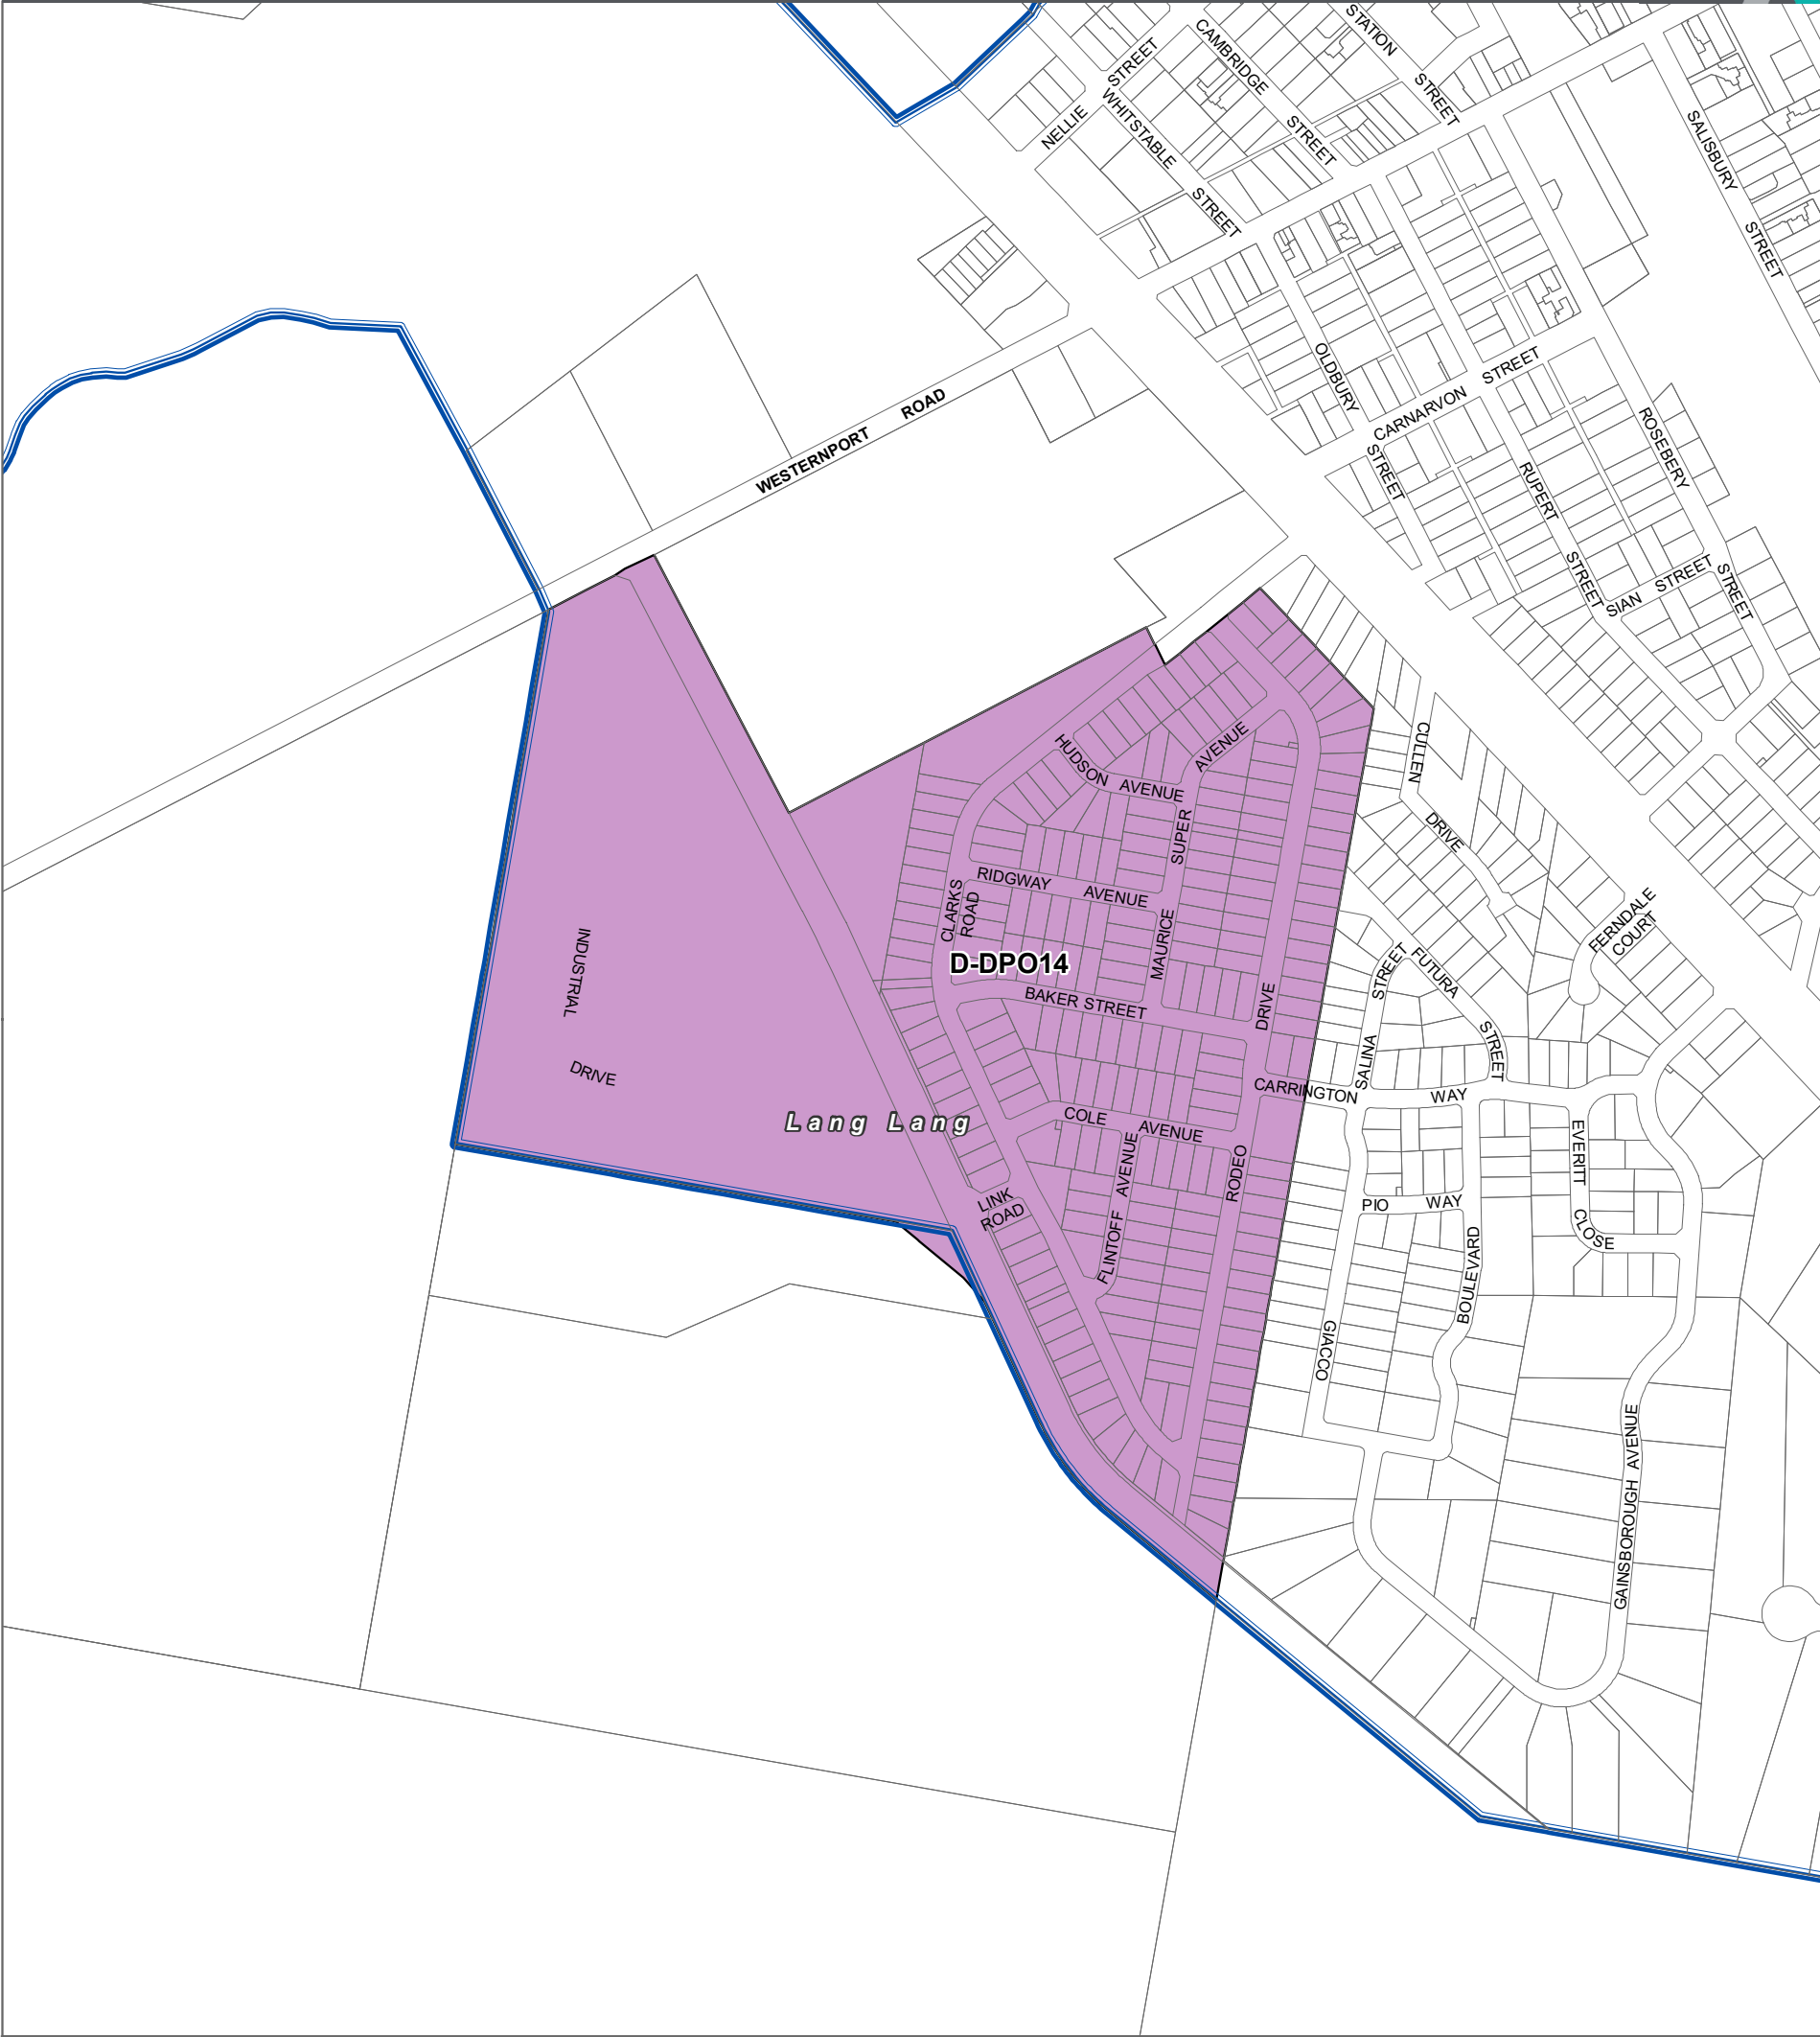 STATION
STREET
CAMBRIDGE
STREET
NELLIE
STREET
WHITSTABLE
STREET
SALISBURY
STREET
OLDBURY
STREET
CARNARVON
STREET
ROSEBERY
STREET
RUPERT
STREET
SIAN
STREET
WESTERNPORT
ROAD
CULLEN
DRIVE
HUDSON
AVENUE
SUPER
AVENUE
MAURICE
RIDGWAY
AVENUE
CLARKS
ROAD
D-DPO14
BAKER STREET
DRIVE
RODEO
FERNDALE
COURT
SALINA
STREET
FUTURA
STREET
INDUSTRIAL
DRIVE
Lang Lang
CARRINGTON
WAY
COLE
AVENUE
FLINTOFF
AVENUE
LINK
ROAD
EVERITT
CLOSE
PIO
WAY
BOULEVARD
GIACCO
GAINSBOROUGH
AVENUE